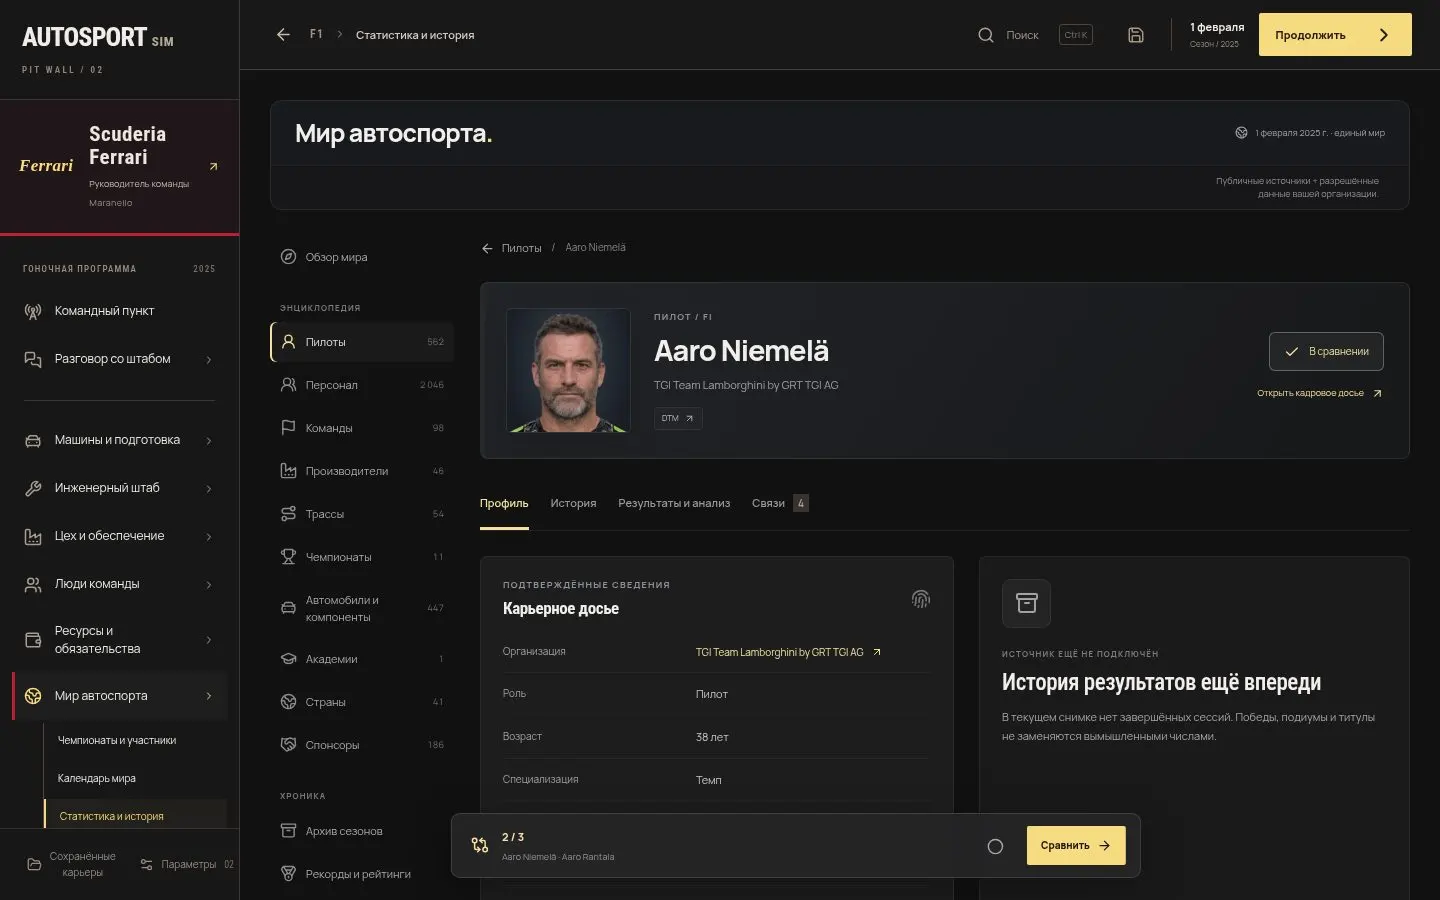 AUTOSPORT SIM
PIT WALL / 02
F1
Статистика и история
Поиск
Ctrl K
1 февраля
Сезон / 2025
Продолжить
Ferrari
Scuderia
Ferrari
Руководитель команды
Maranello
Мир автоспорта.
1 февраля 2025 г. · единый мир
Публичные источники + разрешённые
данные вашей организации.
ГОНОЧНАЯ ПРОГРАММА
2025
Командный пункт
Разговор со штабом
Машины и подготовка
Инженерный штаб
Цех и обеспечение
Люди команды
Ресурсы и
обязательства
Мир автоспорта
Чемпионаты и участники
Календарь мира
Статистика и история
Сохранённые
карьеры
Параметры
02
Обзор мира
ЭНЦИКЛОПЕДИЯ
Пилоты 562
Персонал 2 046
Команды 98
Производители 46
Трассы 54
Чемпионаты 11
Автомобили и
компоненты 447
Академии 1
Страны 41
Спонсоры 186
ХРОНИКА
Архив сезонов
Рекорды и рейтинги
Пилоты / Aaro Niemelä
ПИЛОТ / FI
Aaro Niemelä
TGI Team Lamborghini by GRT TGI AG
DTM
В сравнении
Открыть кадровое досье
Профиль
История
Результаты и анализ
Связи 4
ПОДТВЕРЖДЁННЫЕ СВЕДЕНИЯ
Карьерное досье
Организация TGI Team Lamborghini by GRT TGI AG
Роль Пилот
Возраст 38 лет
Специализация Темп
ИСТОЧНИК ЕЩЁ НЕ ПОДКЛЮЧЁН
История результатов ещё впереди
В текущем снимке нет завершённых сессий. Победы, подиумы и титулы
не заменяются вымышленными числами.
2 / 3
Aaro Niemelä · Aaro Rantala
Сравнить